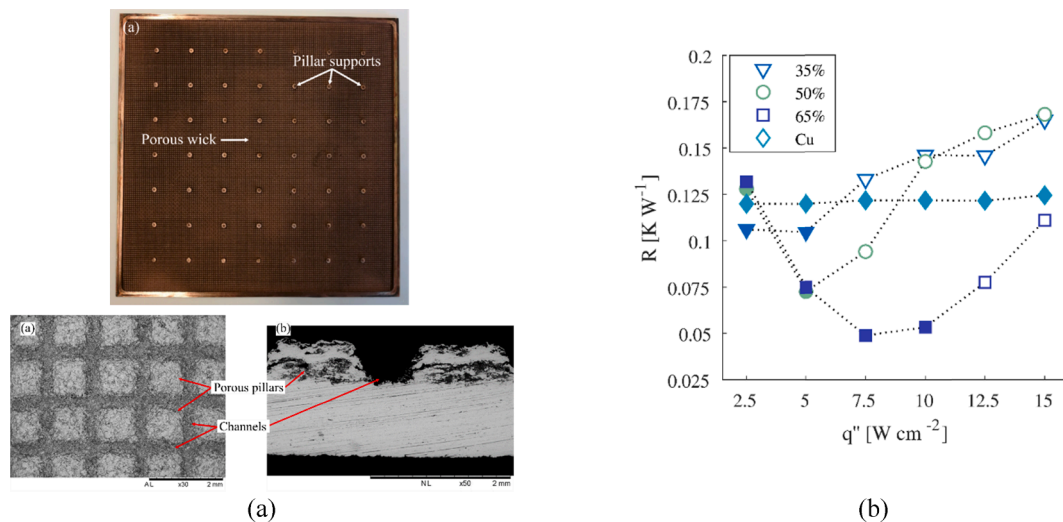 (a)
Pillar supports
Porous wick
(a)
Porous pillars
Channels
AL x30 2 mm
(b)
NL x50 2 mm
(a)
35%
50%
65%
Cu
0.2
0.175
0.15
0.125
0.1
0.075
0.05
0.025
R [K W⁻¹]
2.5 5 7.5 10 12.5 15
q'' [W cm⁻²]
(b)